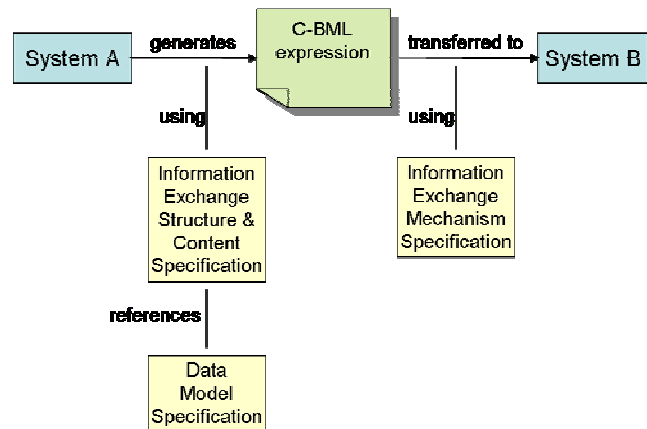 C-BML
expression
generates
transferred to
System A
System B
using
using
Information
Exchange
Structure &
Content
Specification
Information
Exchange
Mechanism
Specification
references
Data
Model
Specification